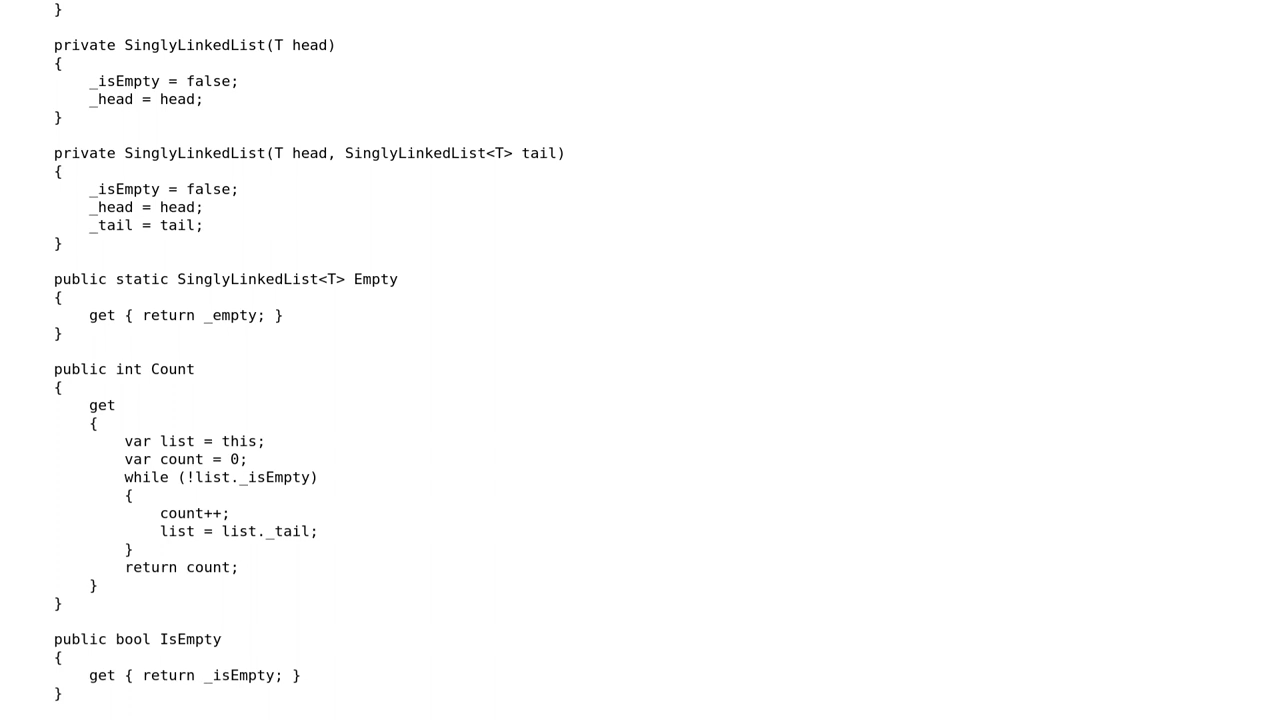 }

private SinglyLinkedList(T head)
{
    _isEmpty = false;
    _head = head;
}

private SinglyLinkedList(T head, SinglyLinkedList<T> tail)
{
    _isEmpty = false;
    _head = head;
    _tail = tail;
}

public static SinglyLinkedList<T> Empty
{
    get { return _empty; }
}

public int Count
{
    get
    {
        var list = this;
        var count = 0;
        while (!list._isEmpty)
        {
            count++;
            list = list._tail;
        }
        return count;
    }
}

public bool IsEmpty
{
    get { return _isEmpty; }
}